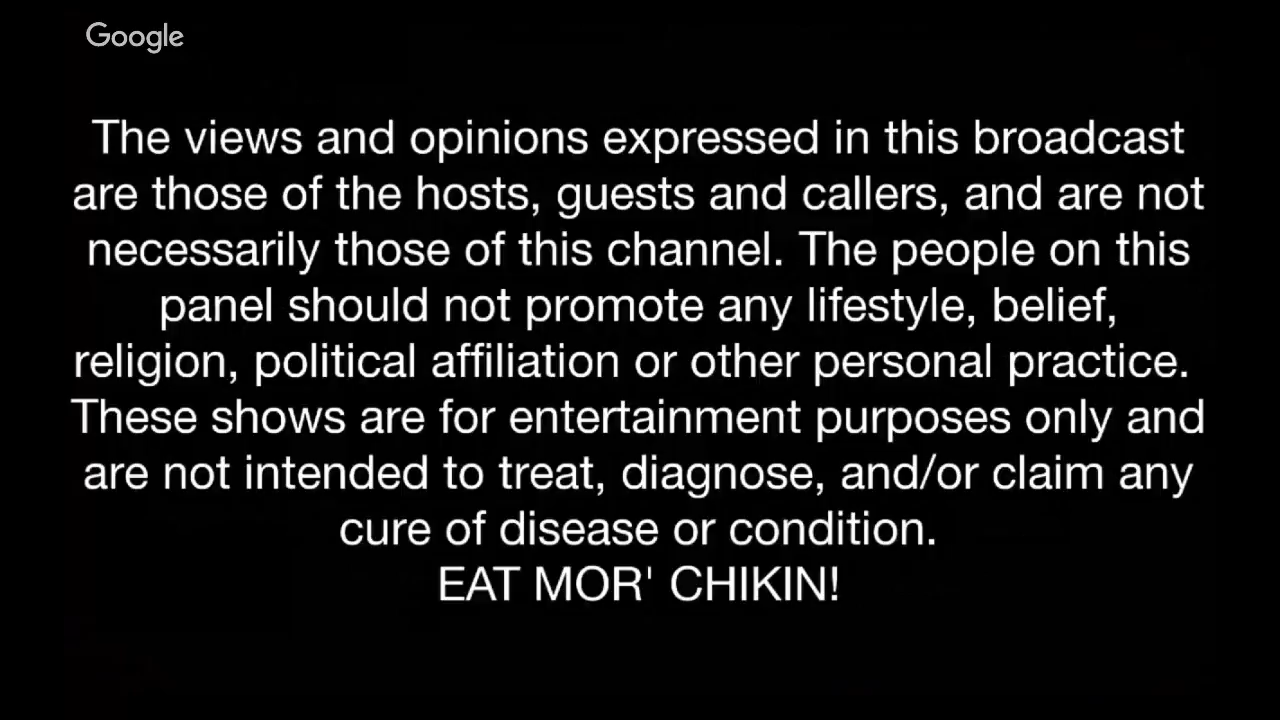 Google
The views and opinions expressed in this broadcast
are those of the hosts, guests and callers, and are not
necessarily those of this channel. The people on this
panel should not promote any lifestyle, belief,
religion, political affiliation or other personal practice.
These shows are for entertainment purposes only and
are not intended to treat, diagnose, and/or claim any
cure of disease or condition.
EAT MOR' CHIKIN!